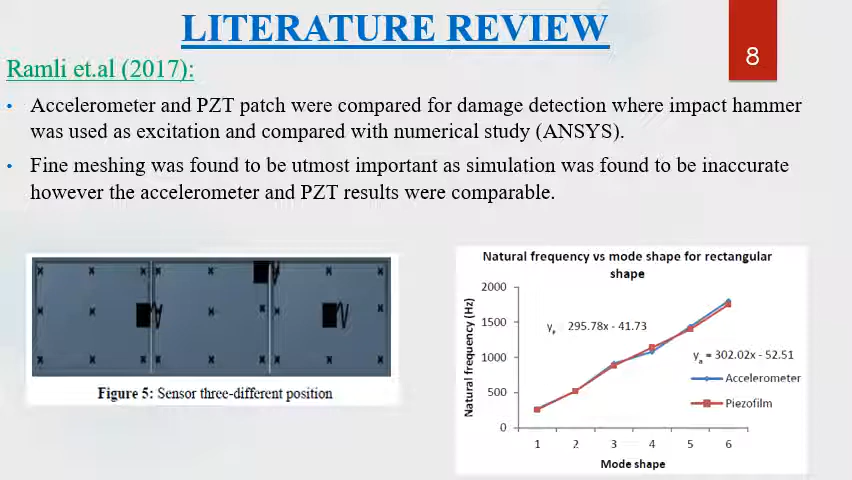 LITERATURE REVIEW
8
Ramli et.al (2017):
• Accelerometer and PZT patch were compared for damage detection where impact hammer
was used as excitation and compared with numerical study (ANSYS).
• Fine meshing was found to be utmost important as simulation was found to be inaccurate
however the accelerometer and PZT results were comparable.
Figure 5: Sensor three-different position
Natural frequency vs mode shape for rectangular
shape
Natural frequency (Hz)
2000
1500
1000
500
0
295.78x - 41.73
yₐ = 302.02x - 52.51
Accelerometer
Piezofilm
1 2 3 4 5 6
Mode shape